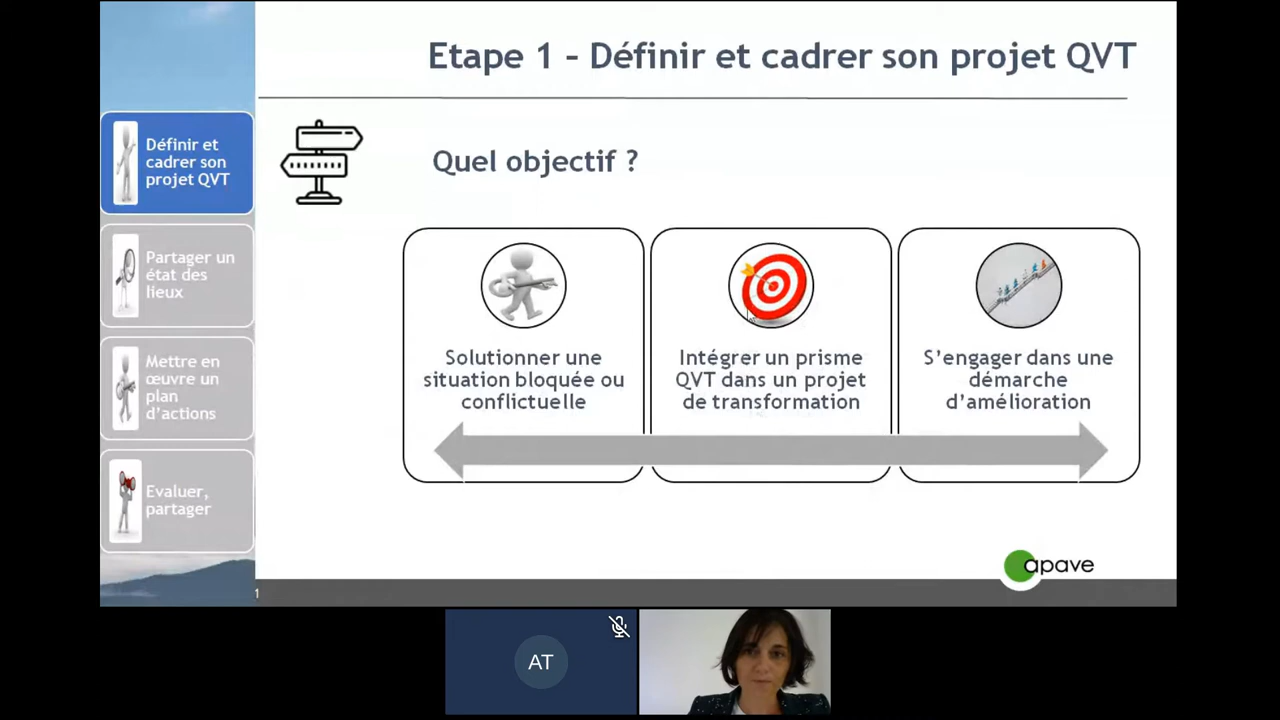 Etape 1 – Définir et cadrer son projet QVT
Définir et
cadrer son
projet QVT
Quel objectif ?
Partager un
état des
lieux
Mettre en
œuvre un
plan
d'actions
Evaluer,
partager
Solutionner une
situation bloquée ou
conflictuelle
Intégrer un prisme
QVT dans un projet
de transformation
S'engager dans une
démarche
d'amélioration
apave
1
AT